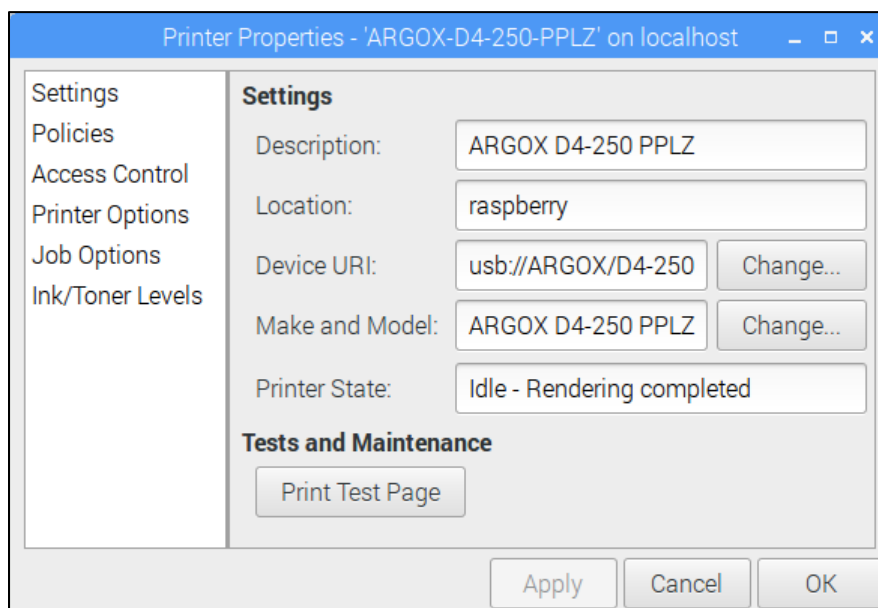 Printer Properties - 'ARGOX-D4-250-PPLZ' on localhost
Settings
Policies
Access Control
Printer Options
Job Options
Ink/Toner Levels
Settings
Description: ARGOX D4-250 PPLZ
Location: raspberry
Device URI: usb://ARGOX/D4-250 Change...
Make and Model: ARGOX D4-250 PPLZ Change...
Printer State: Idle - Rendering completed
Tests and Maintenance
Print Test Page
Apply Cancel OK